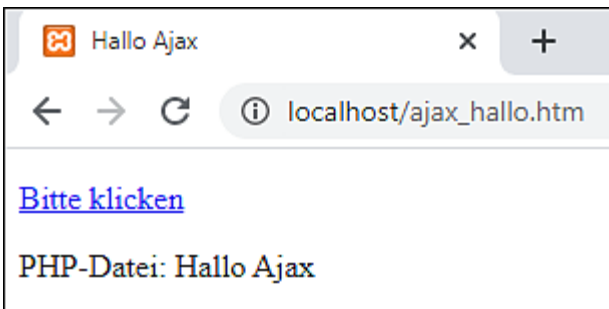 Hallo Ajax
localhost/ajax_hallo.htm
Bitte klicken
PHP-Datei: Hallo Ajax